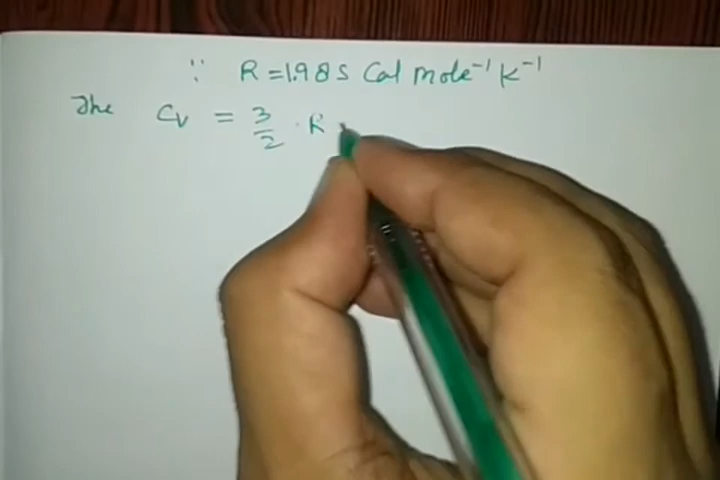 ∵ R = 1.985 Cal mole⁻¹ K⁻¹
The Cv = 3/2 · R